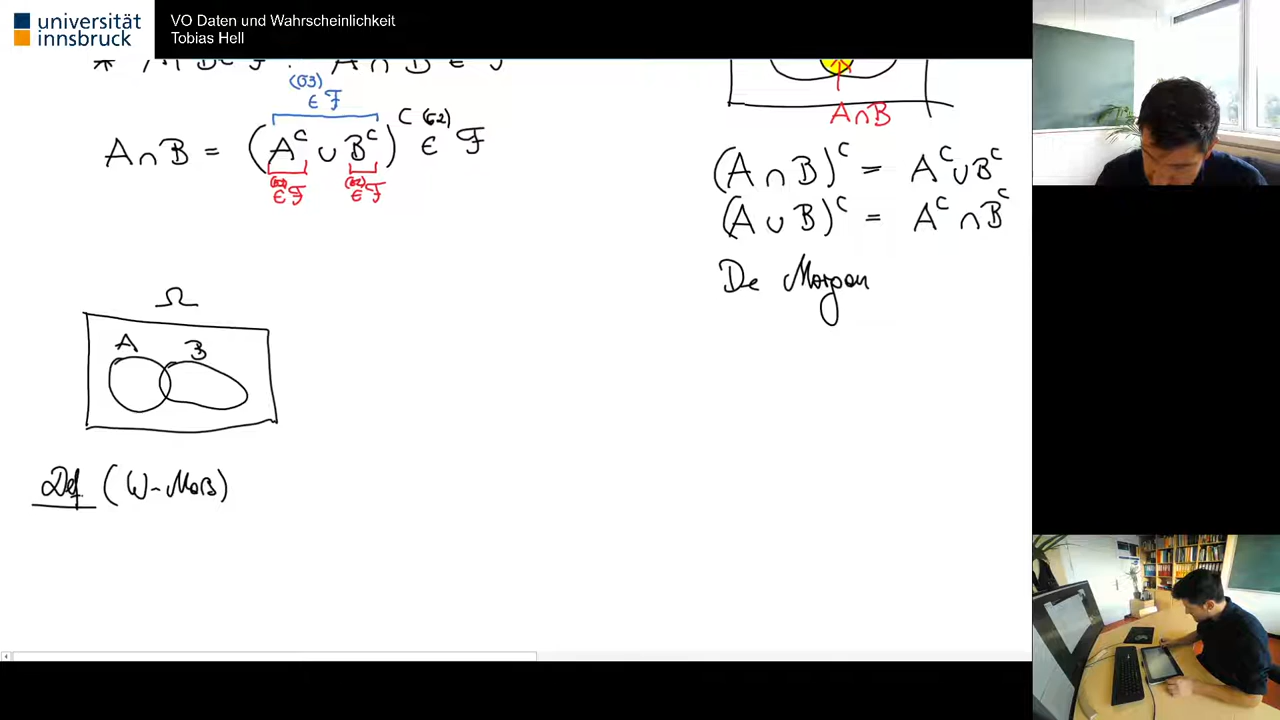 universität
innsbruck
VO Daten und Wahrscheinlichkeit
Tobias Hell
A ∩ B ∈ F
(σ3)
∈ F
A ∩ B = (A^C ∪ B^C)^C (σ2) ∈ F
(σ2) ∈ F (σ2) ∈ F
A∩B
(A ∩ B)^C = A^C ∪ B^C
(A ∪ B)^C = A^C ∩ B^C
De Morgan
Ω
A B
Def (W-Maß)